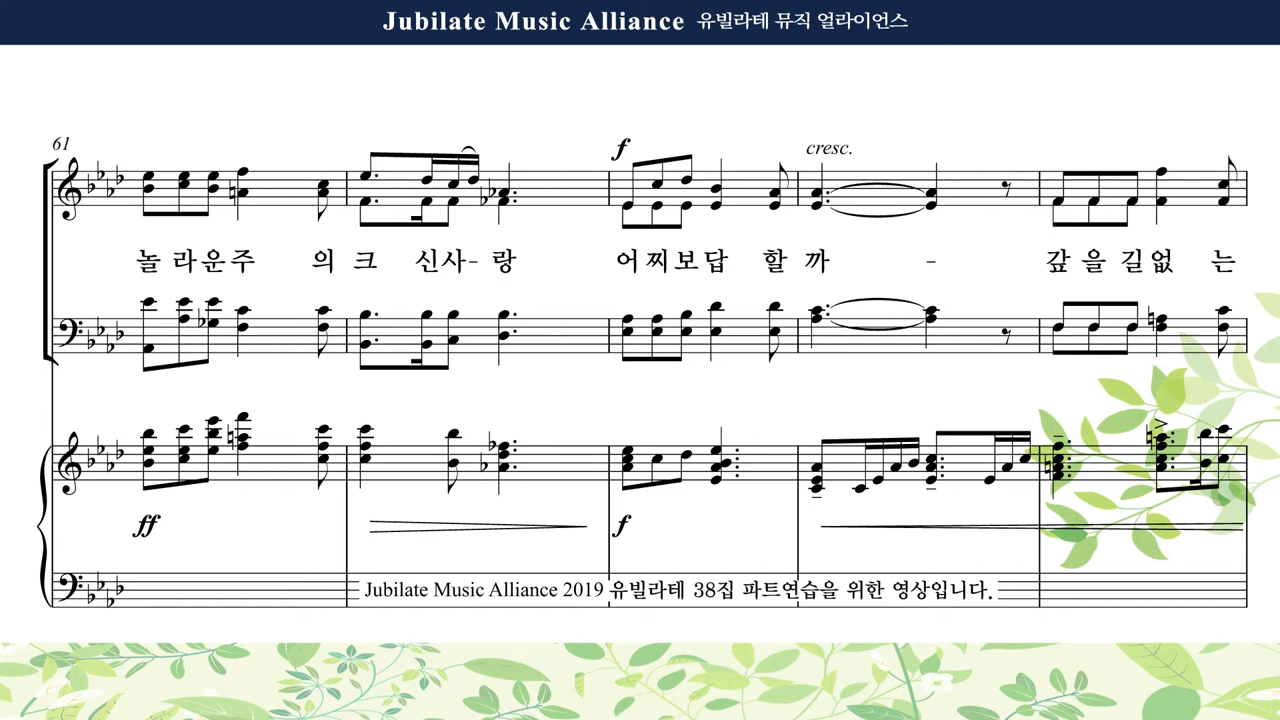 Jubilate Music Alliance 유빌라테 뮤직 얼라이언스
61
f
cresc.
놀 라운주 의 크 신사- 랑 어찌보답 할 까 - 갚 을 길없 는
ff
f
Jubilate Music Alliance 2019 유빌라테 38집 파트연습을 위한 영상입니다.